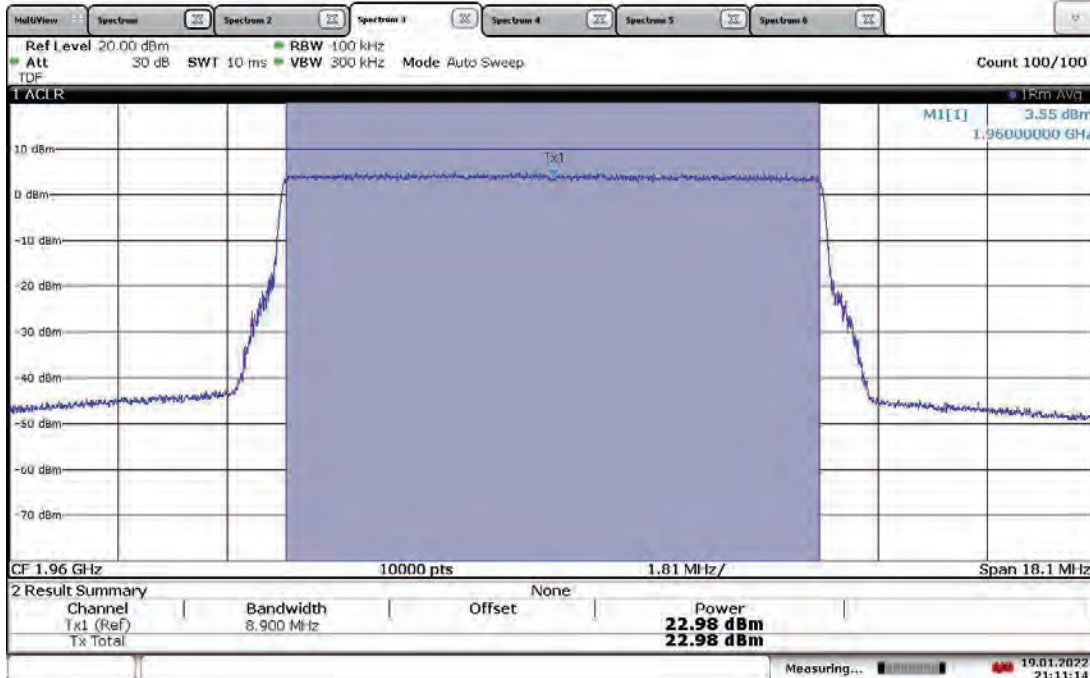 MultiView Spectrum Spectrum 2 Spectrum 3 Spectrum 4 Spectrum 5 Spectrum 6
Ref Level 20.00 dBm RBW 100 kHz
Att 30 dB SWT 10 ms VBW 300 kHz Mode Auto Sweep Count 100/100
TDF
1 ACLR 1Rm Avg
M1[1] 3.55 dBm
1.96000000 GHz
10 dBm
Tx1
0 dBm
-10 dBm
-20 dBm
-30 dBm
-40 dBm
-50 dBm
-60 dBm
-70 dBm
CF 1.96 GHz 10000 pts 1.81 MHz/ Span 18.1 MHz
2 Result Summary None
Channel Bandwidth Offset Power
Tx1 (Ref) 8.900 MHz 22.98 dBm
Tx Total 22.98 dBm
Measuring... 19.01.2022
21:11:14